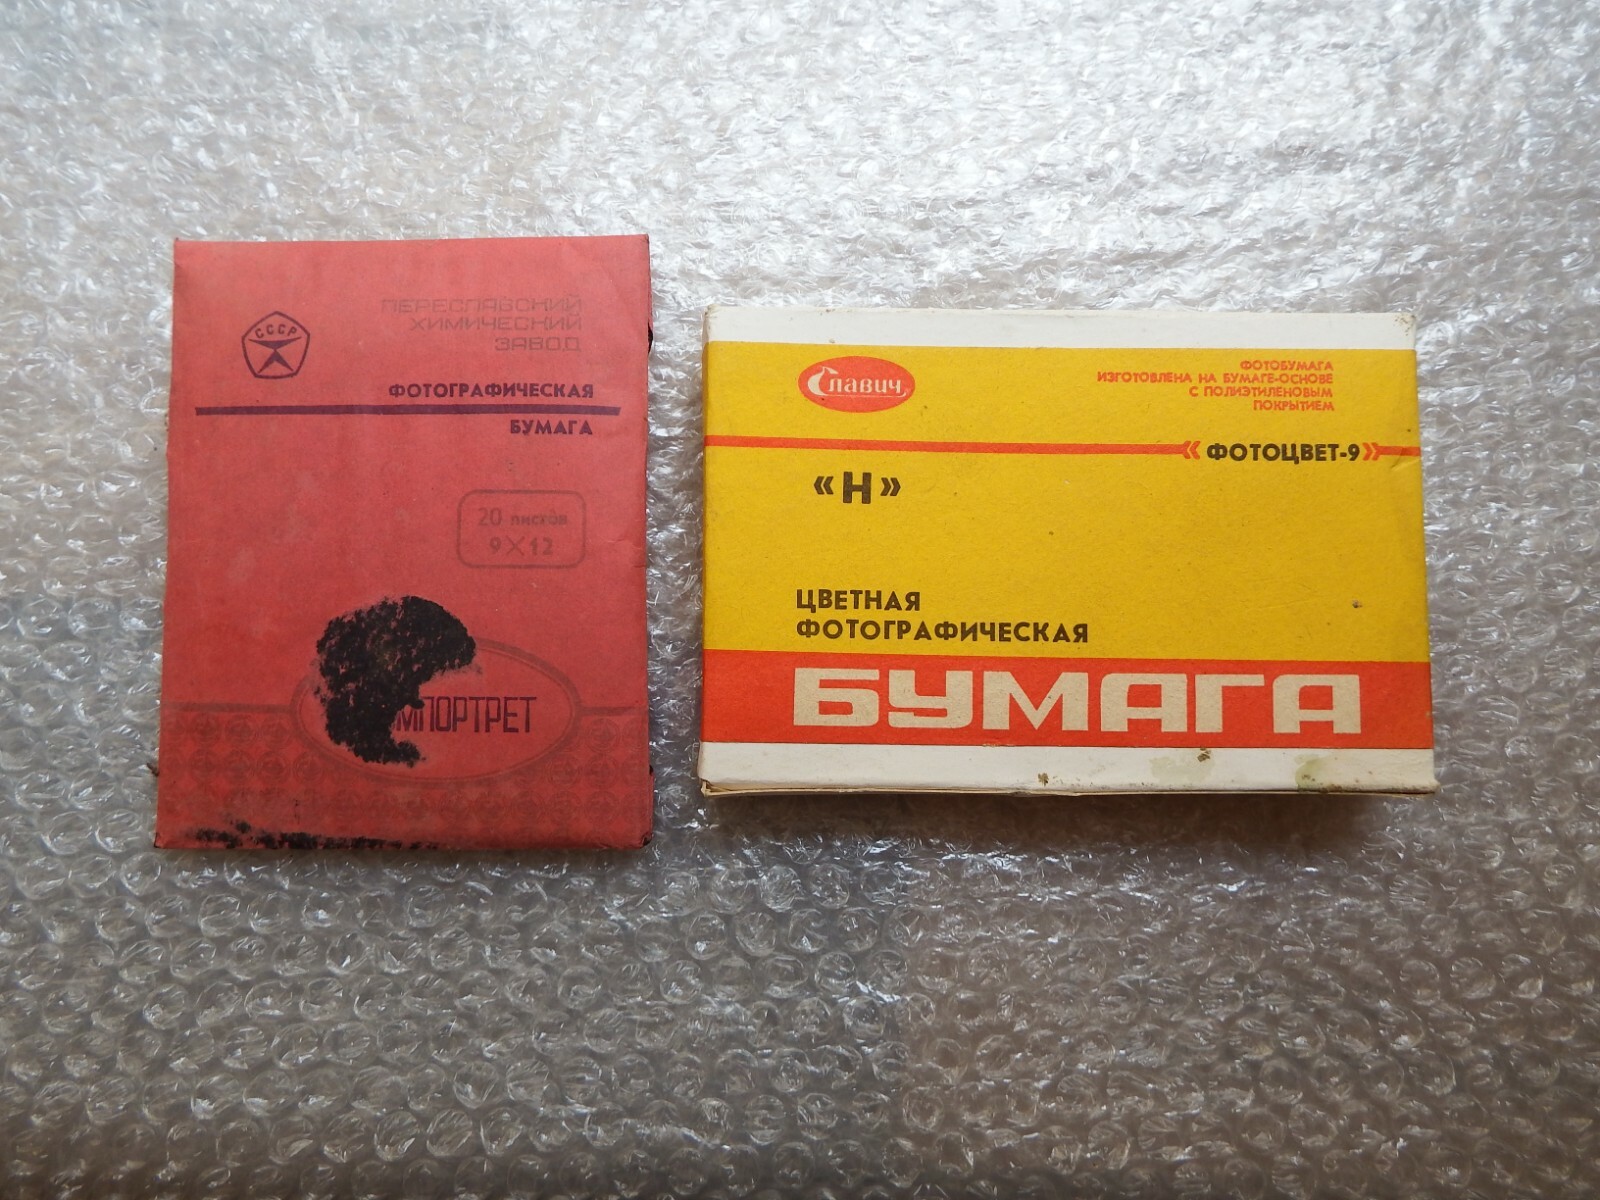 СССР
ПЕРЕСЛАВСКИЙ
ХИМИЧЕСКИЙ
ЗАВОД
ФОТОГРАФИЧЕСКАЯ
БУМАГА
20 листов
9×12
Славич
ФОТОБУМАГА
ИЗГОТОВЛЕНА НА БУМАГЕ-ОСНОВЕ
С ПОЛИЭТИЛЕНОВЫМ
ПОКРЫТИЕМ
«ФОТОЦВЕТ-9»
«Н»
ЦВЕТНАЯ
ФОТОГРАФИЧЕСКАЯ
БУМАГА